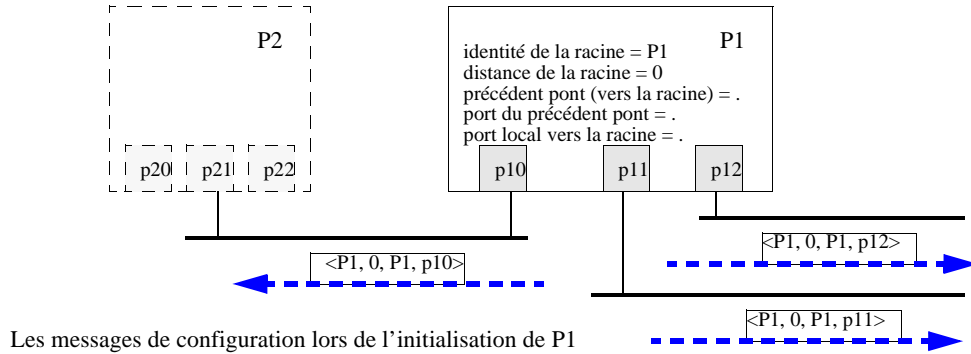 P2
P1
identité de la racine = P1
distance de la racine = 0
précédent pont (vers la racine) = .
port du précédent pont = .
port local vers la racine = .
p20 p21 p22
p10 p11 p12
<P1, 0, P1, p12>
<P1, 0, P1, p10>
<P1, 0, P1, p11>
Les messages de configuration lors de l'initialisation de P1